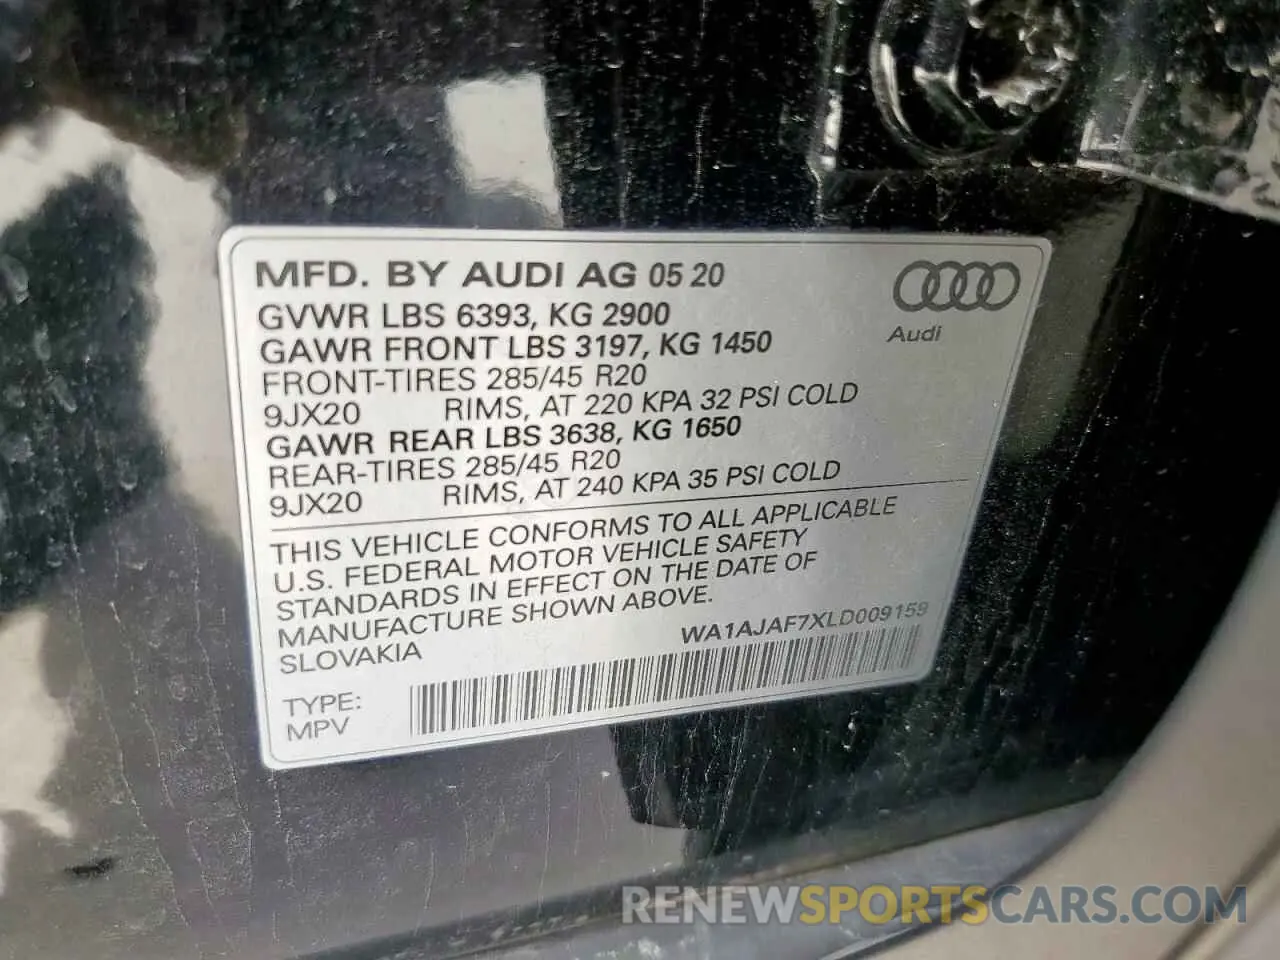 MFD. BY AUDI AG 05 20
GVWR LBS 6393, KG 2900
GAWR FRONT LBS 3197, KG 1450
FRONT-TIRES 285/45 R20
9JX20 RIMS, AT 220 KPA 32 PSI COLD
GAWR REAR LBS 3638, KG 1650
REAR-TIRES 285/45 R20
9JX20 RIMS, AT 240 KPA 35 PSI COLD
Audi
THIS VEHICLE CONFORMS TO ALL APPLICABLE
U.S. FEDERAL MOTOR VEHICLE SAFETY
STANDARDS IN EFFECT ON THE DATE OF
MANUFACTURE SHOWN ABOVE.
SLOVAKIA
WA1AJAF7XLD009159
TYPE:
MPV
RENEWSPORTSCARS.COM